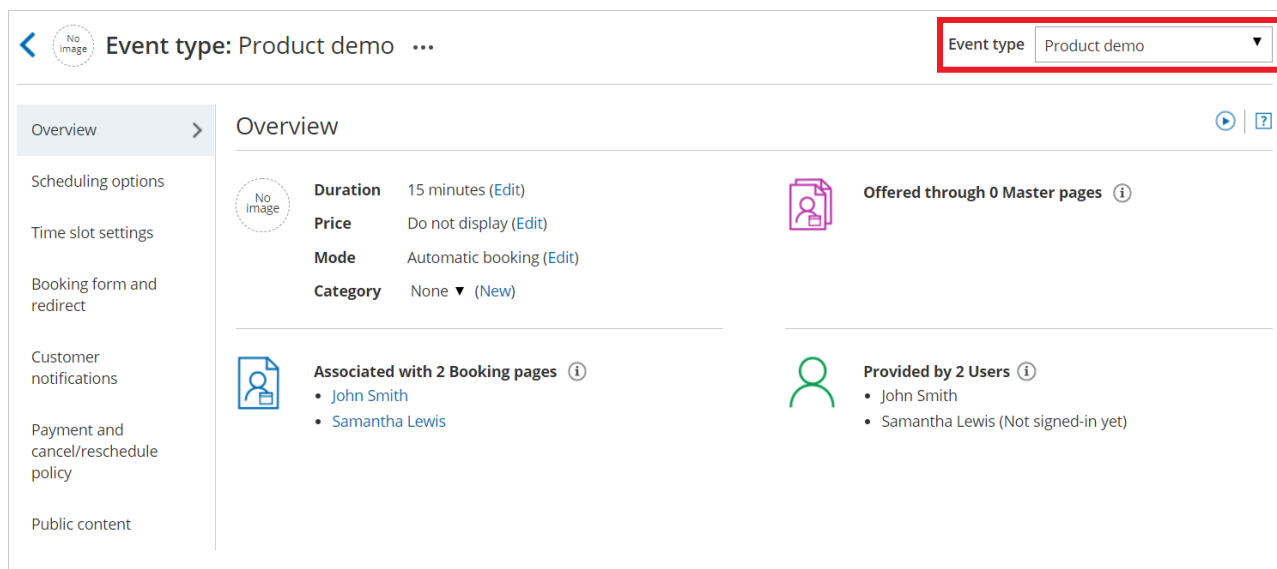 No
image
Event type: Product demo ...
Event type Product demo ▼
Overview
Scheduling options
Time slot settings
Booking form and
redirect
Customer
notifications
Payment and
cancel/reschedule
policy
Public content
Overview
?
No
image
Duration 15 minutes (Edit)
Price Do not display (Edit)
Mode Automatic booking (Edit)
Category None ▼ (New)
Offered through 0 Master pages i
Associated with 2 Booking pages i
• John Smith
• Samantha Lewis
Provided by 2 Users i
• John Smith
• Samantha Lewis (Not signed-in yet)